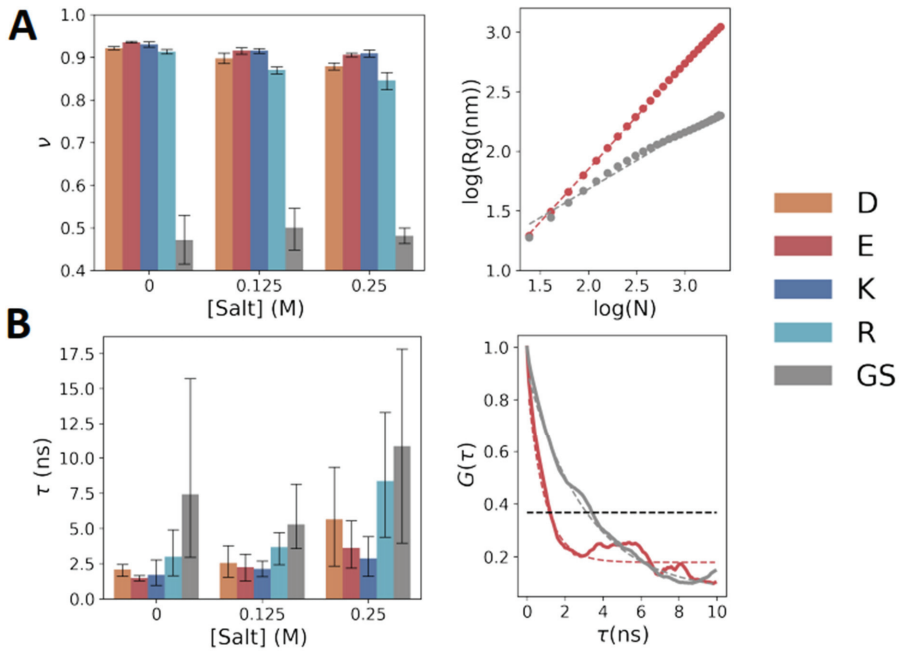 A
1.0
0.9
0.8
0.7
0.6
0.5
0.4
ν
0 0.125 0.25
[Salt] (M)
3.0
2.5
2.0
1.5
1.0
log(Rg(nm))
1.5 2.0 2.5 3.0
log(N)
D
E
K
R
GS
B
17.5
15.0
12.5
10.0
7.5
5.0
2.5
0.0
τ (ns)
0 0.125 0.25
[Salt] (M)
1.0
0.8
0.6
0.4
0.2
G(τ)
0 2 4 6 8 10
τ(ns)